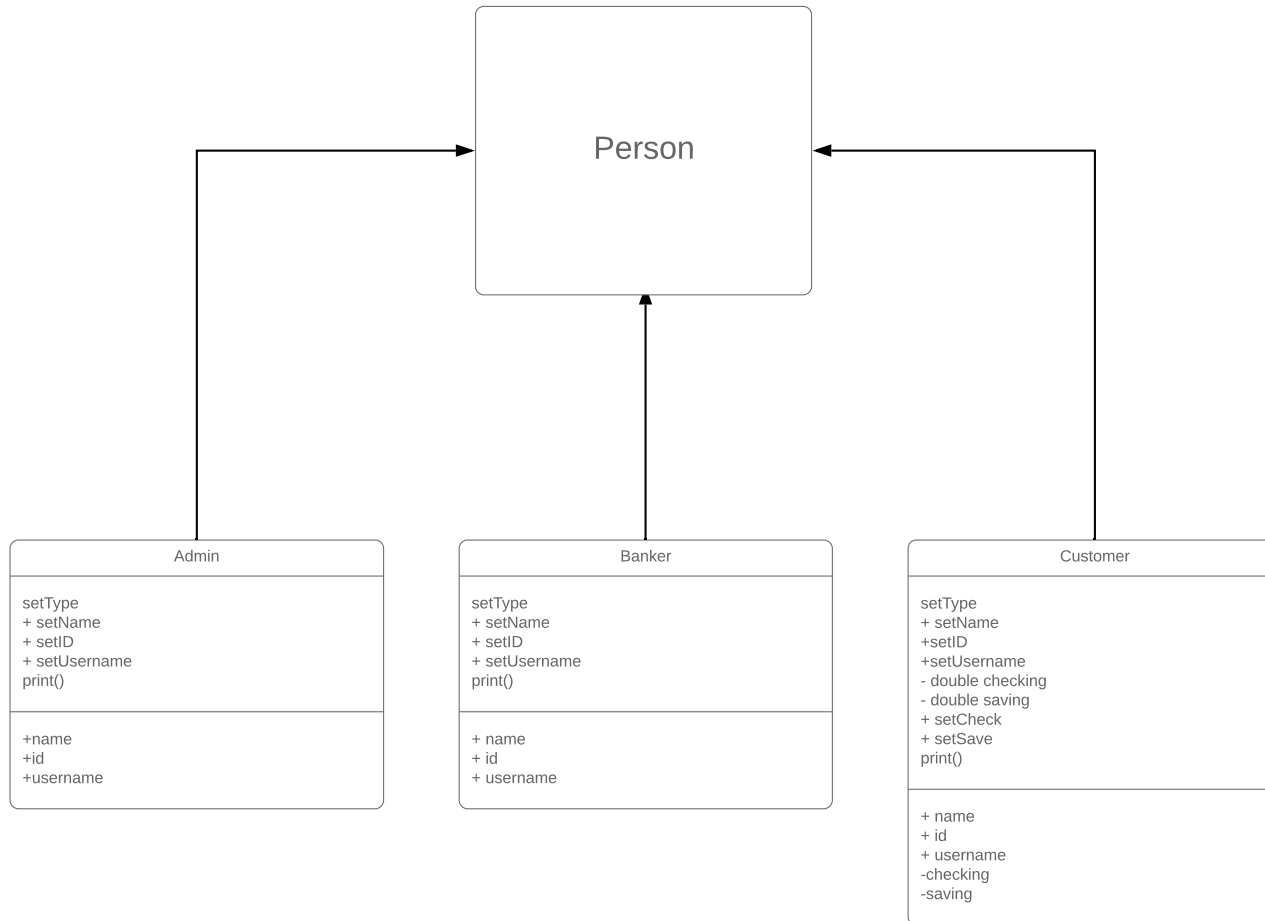 Person
Admin
setType
+ setName
+ setID
+ setUsername
print()
+name
+id
+username
Banker
setType
+ setName
+ setID
+ setUsername
print()
+ name
+ id
+ username
Customer
setType
+ setName
+setID
+setUsername
- double checking
- double saving
+ setCheck
+ setSave
print()
+ name
+ id
+ username
-checking
-saving